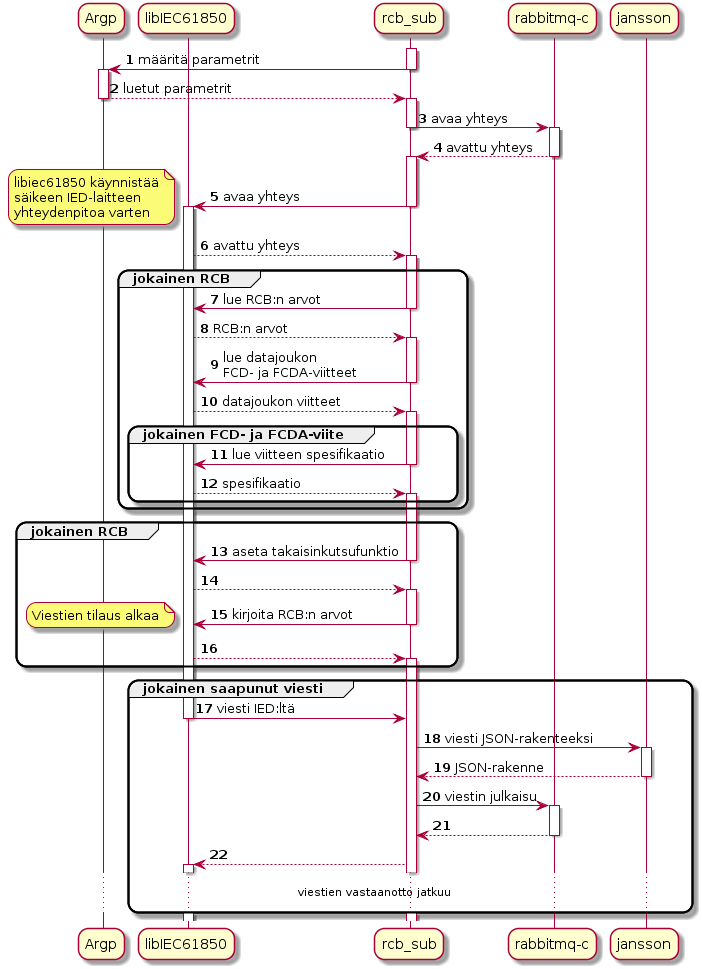 Argp libIEC61850 rcb_sub rabbitmq-c jansson
1 määritä parametrit
2 luetut parametrit
3 avaa yhteys
4 avattu yhteys
libiec61850 käynnistää
säikeen IED-laitteen
yhteydenpitoa varten
5 avaa yhteys
6 avattu yhteys
jokainen RCB
7 lue RCB:n arvot
8 RCB:n arvot
9 lue datajoukon
FCD- ja FCDA-viitteet
10 datajoukon viitteet
jokainen FCD- ja FCDA-viite
11 lue viitteen spesifikaatio
12 spesifikaatio
jokainen RCB
13 aseta takaisinkutsufunktio
14
Viestien tilaus alkaa
15 kirjoita RCB:n arvot
16
jokainen saapunut viesti
17 viesti IED:ltä
18 viesti JSON-rakenteeksi
19 JSON-rakenne
20 viestin julkaisu
21
22
viestien vastaanotto jatkuu
Argp libIEC61850 rcb_sub rabbitmq-c jansson